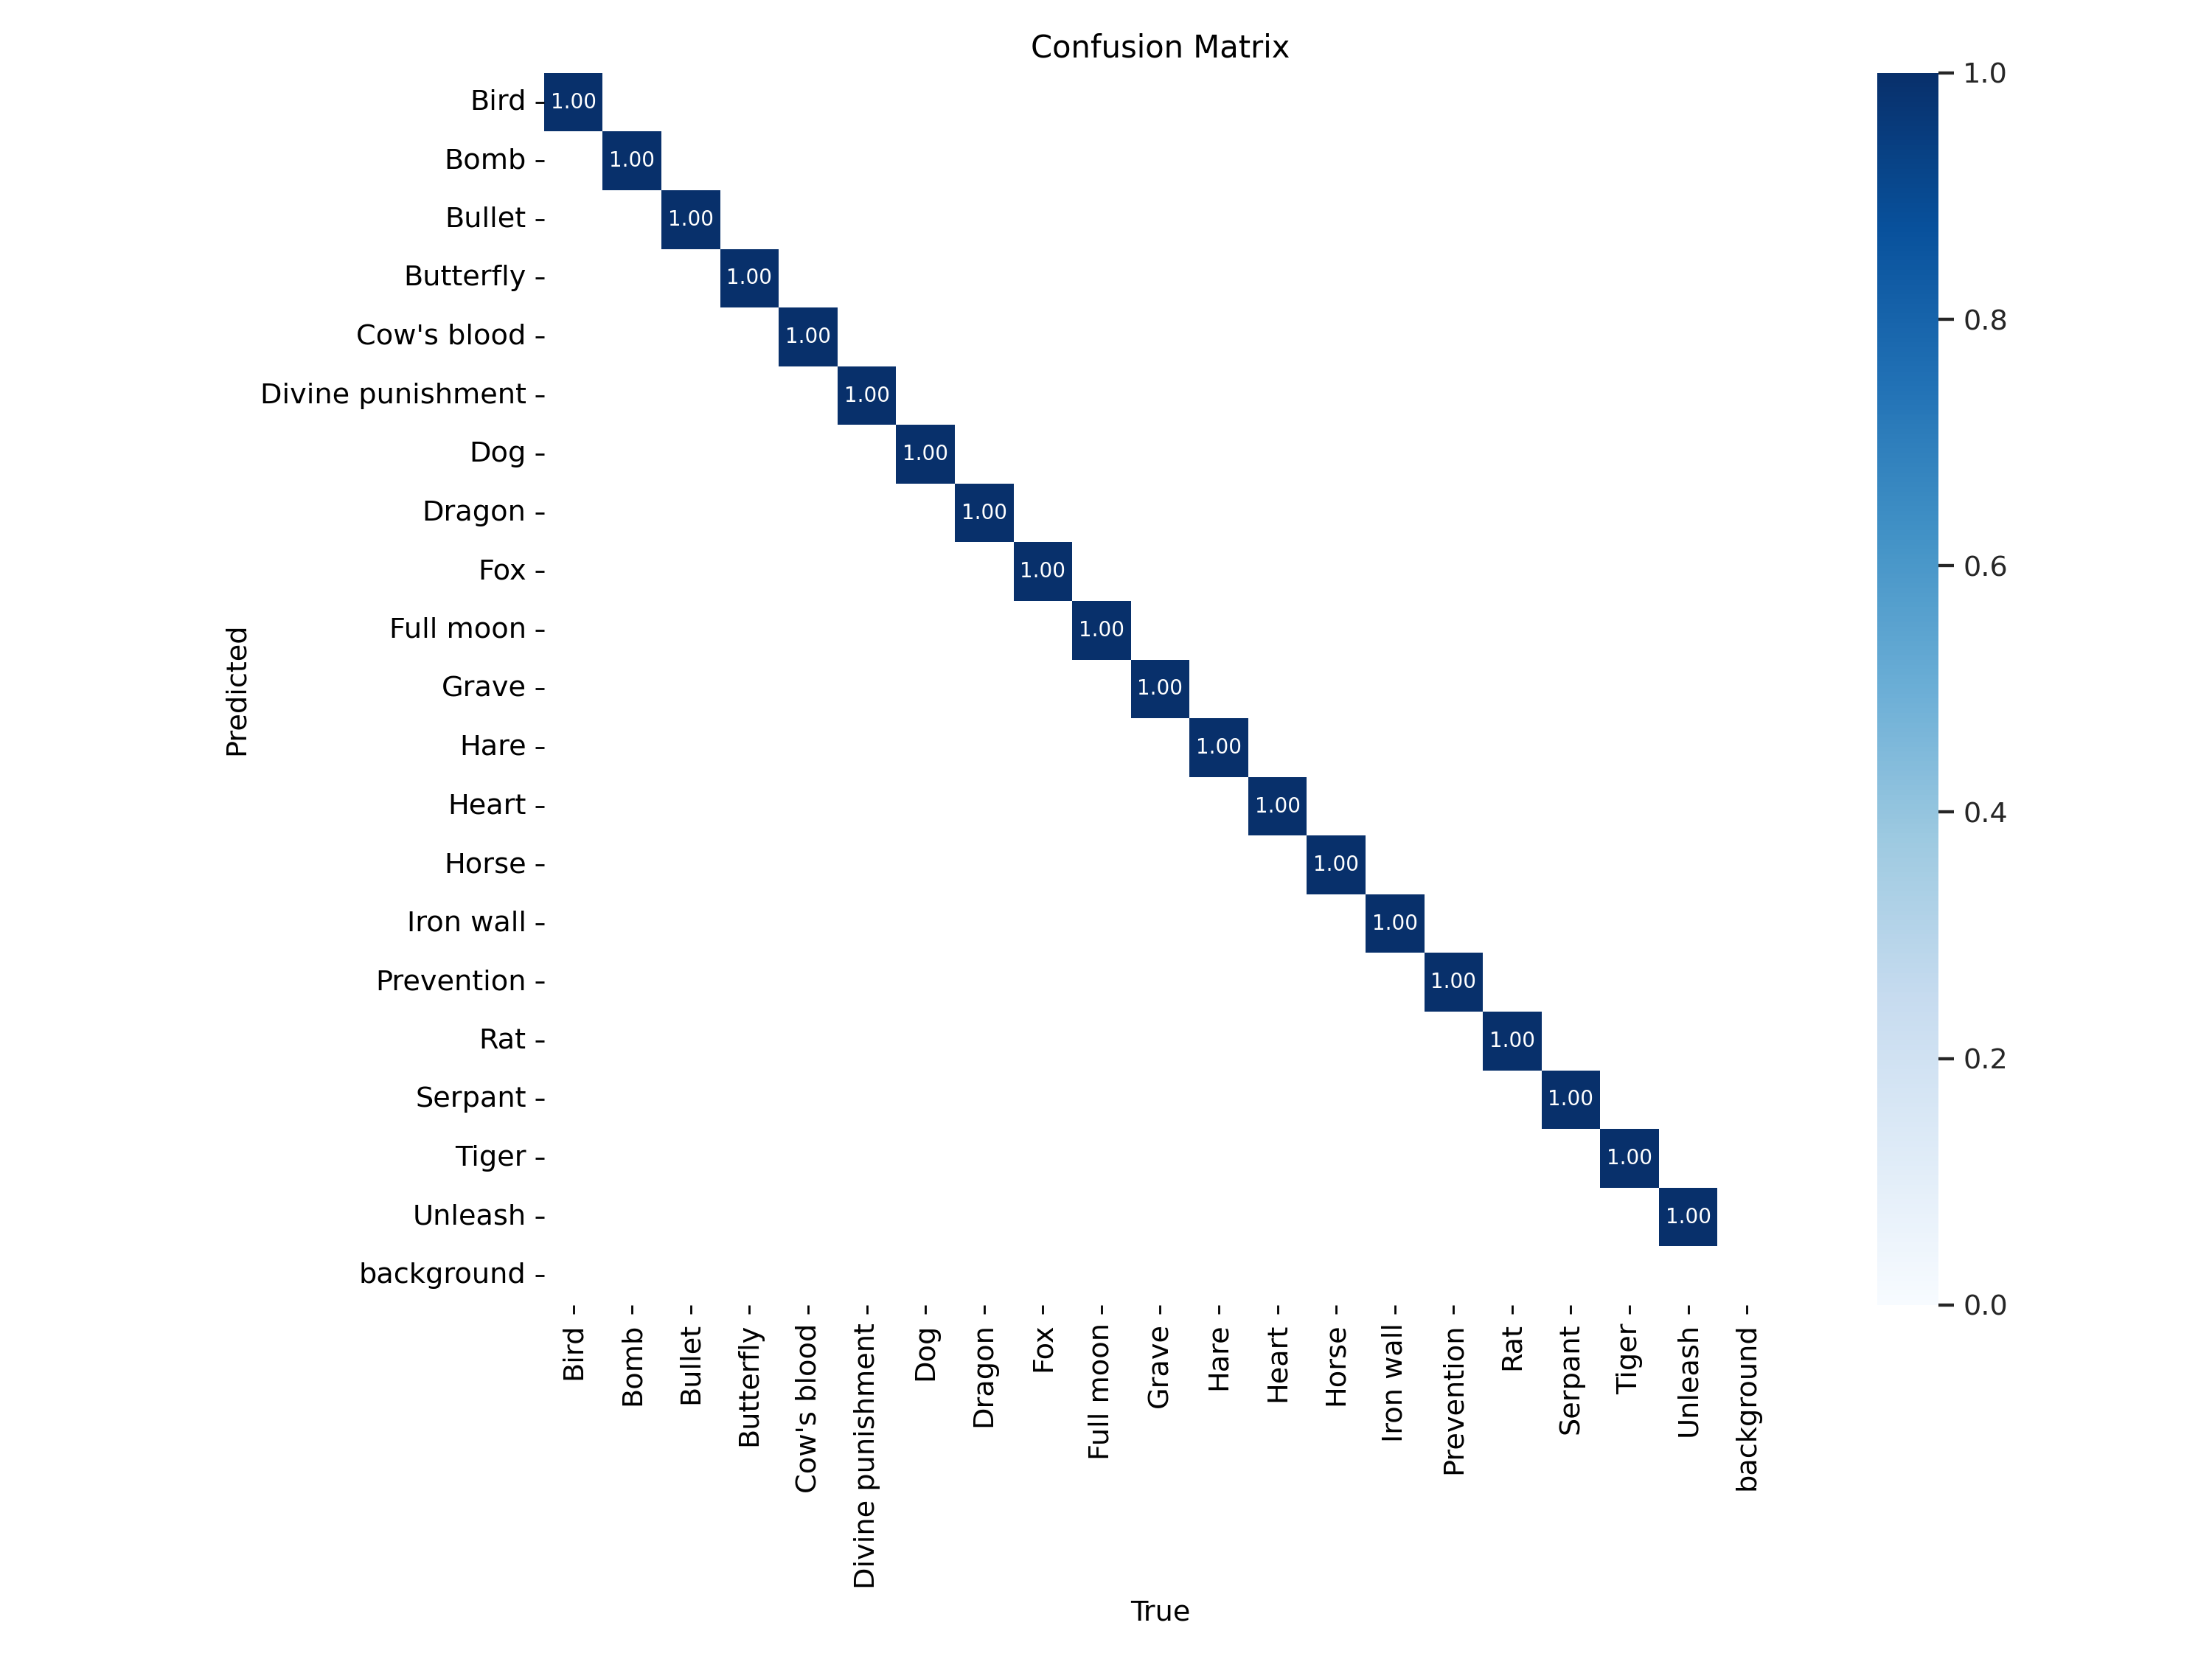 Confusion Matrix
Bird 1.00
Bomb 1.00
Bullet 1.00
Butterfly 1.00
Cow's blood 1.00
Divine punishment 1.00
Dog 1.00
Dragon 1.00
Fox 1.00
Full moon 1.00
Grave 1.00
Hare 1.00
Heart 1.00
Horse 1.00
Iron wall 1.00
Prevention 1.00
Rat 1.00
Serpant 1.00
Tiger 1.00
Unleash 1.00
background
Predicted
Bird
Bomb
Bullet
Butterfly
Cow's blood
Divine punishment
Dog
Dragon
Fox
Full moon
Grave
Hare
Heart
Horse
Iron wall
Prevention
Rat
Serpant
Tiger
Unleash
background
True
1.0
0.8
0.6
0.4
0.2
0.0